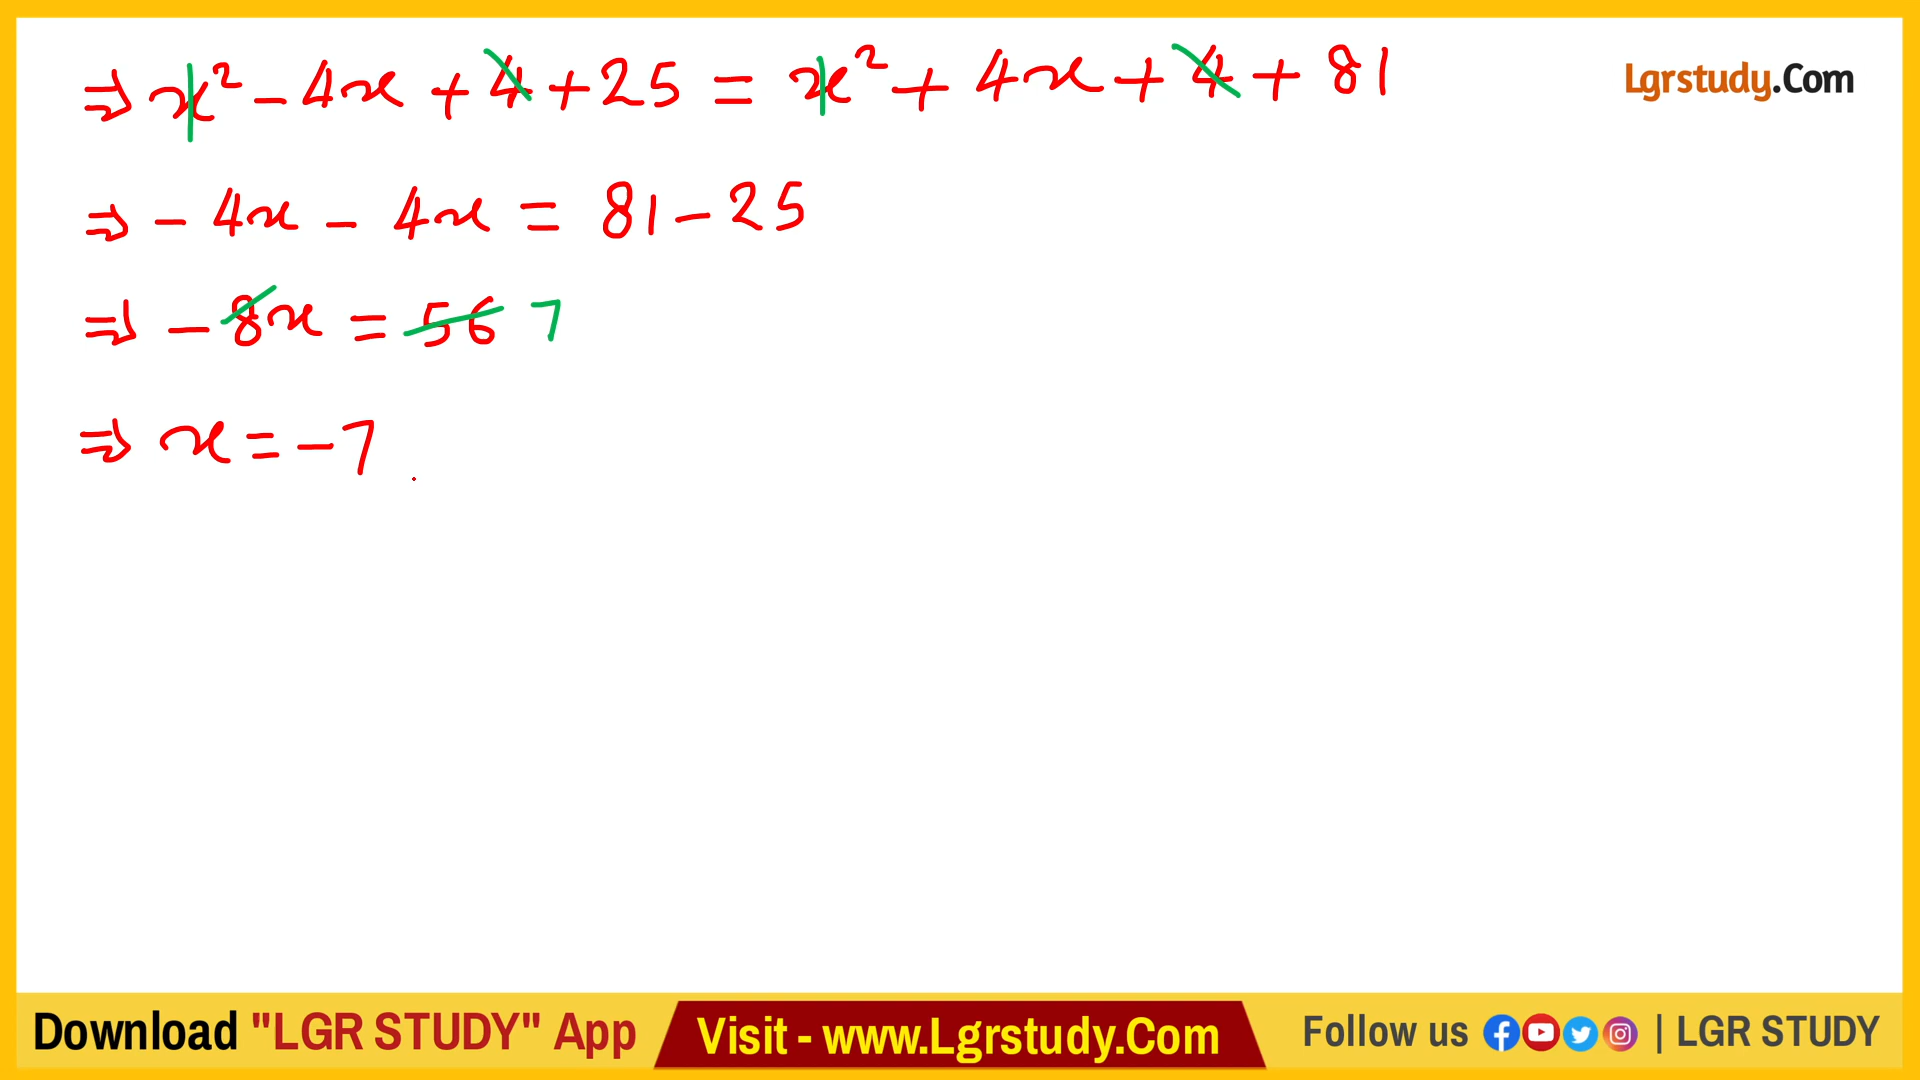 ⇒ x² - 4x + 4 + 25 = x² + 4x + 4 + 81
Lgrstudy.Com
⇒ - 4x - 4x = 81 - 25
⇒ - 8x = 56 7
⇒ x = - 7
Download "LGR STUDY" App
Visit - www.Lgrstudy.Com
Follow us | LGR STUDY